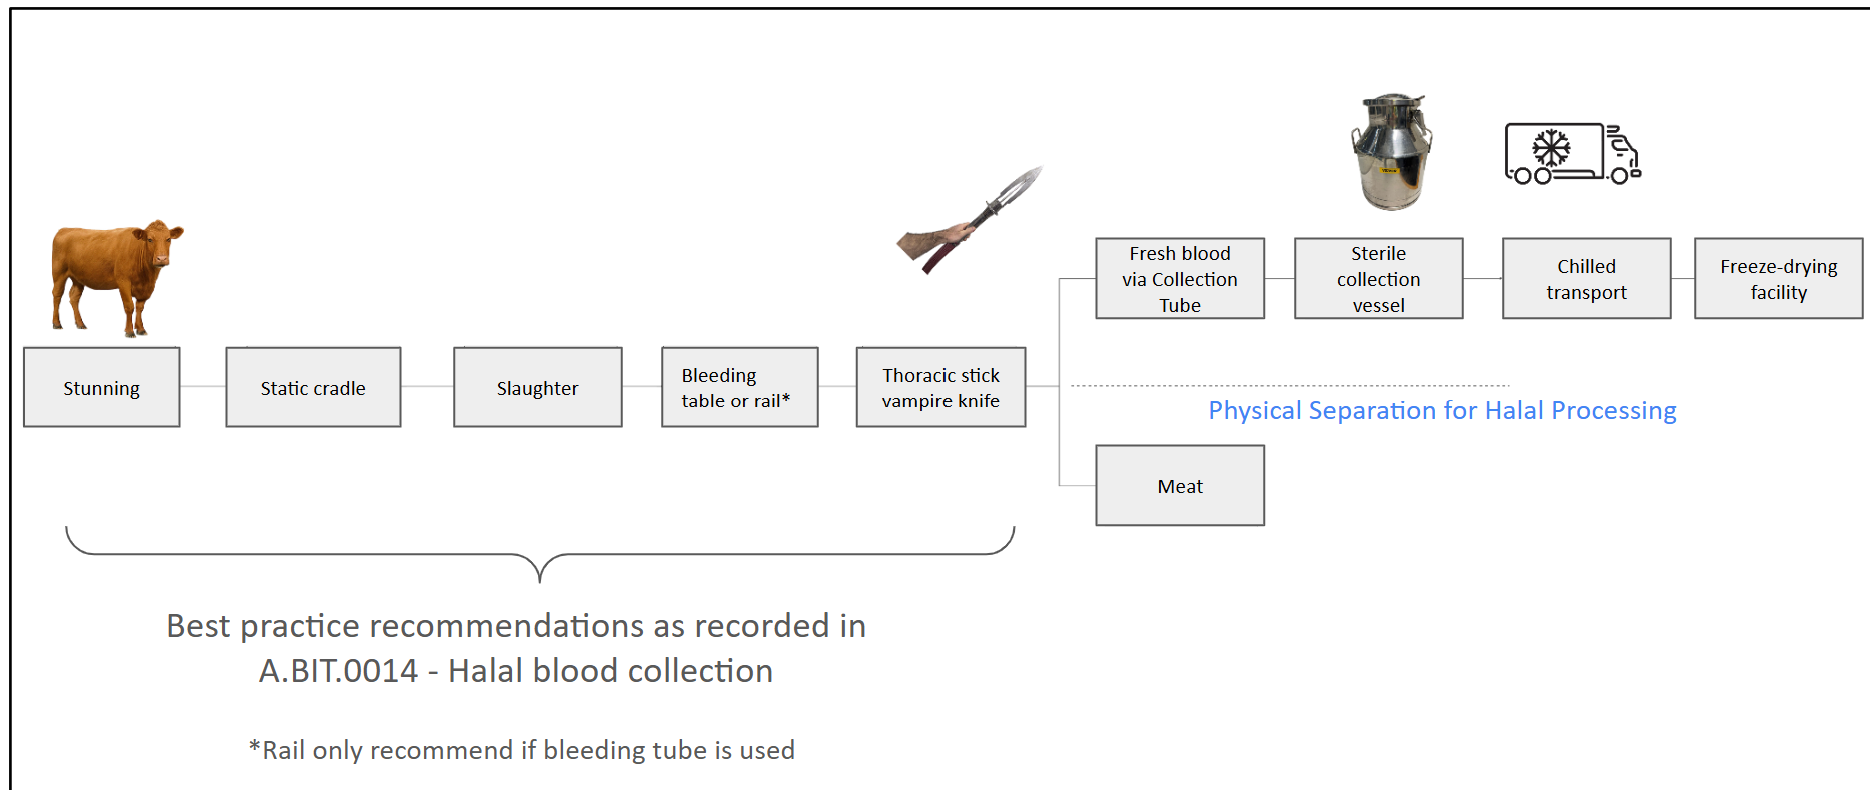 Stunning
Static cradle
Slaughter
Bleeding
table or rail*
Thoracic stick
vampire knife
Fresh blood
via Collection
Tube
Sterile
collection
vessel
Chilled
transport
Freeze-drying
facility
Physical Separation for Halal Processing
Meat
Best practice recommendations as recorded in
A.BIT.0014 - Halal blood collection
*Rail only recommend if bleeding tube is used